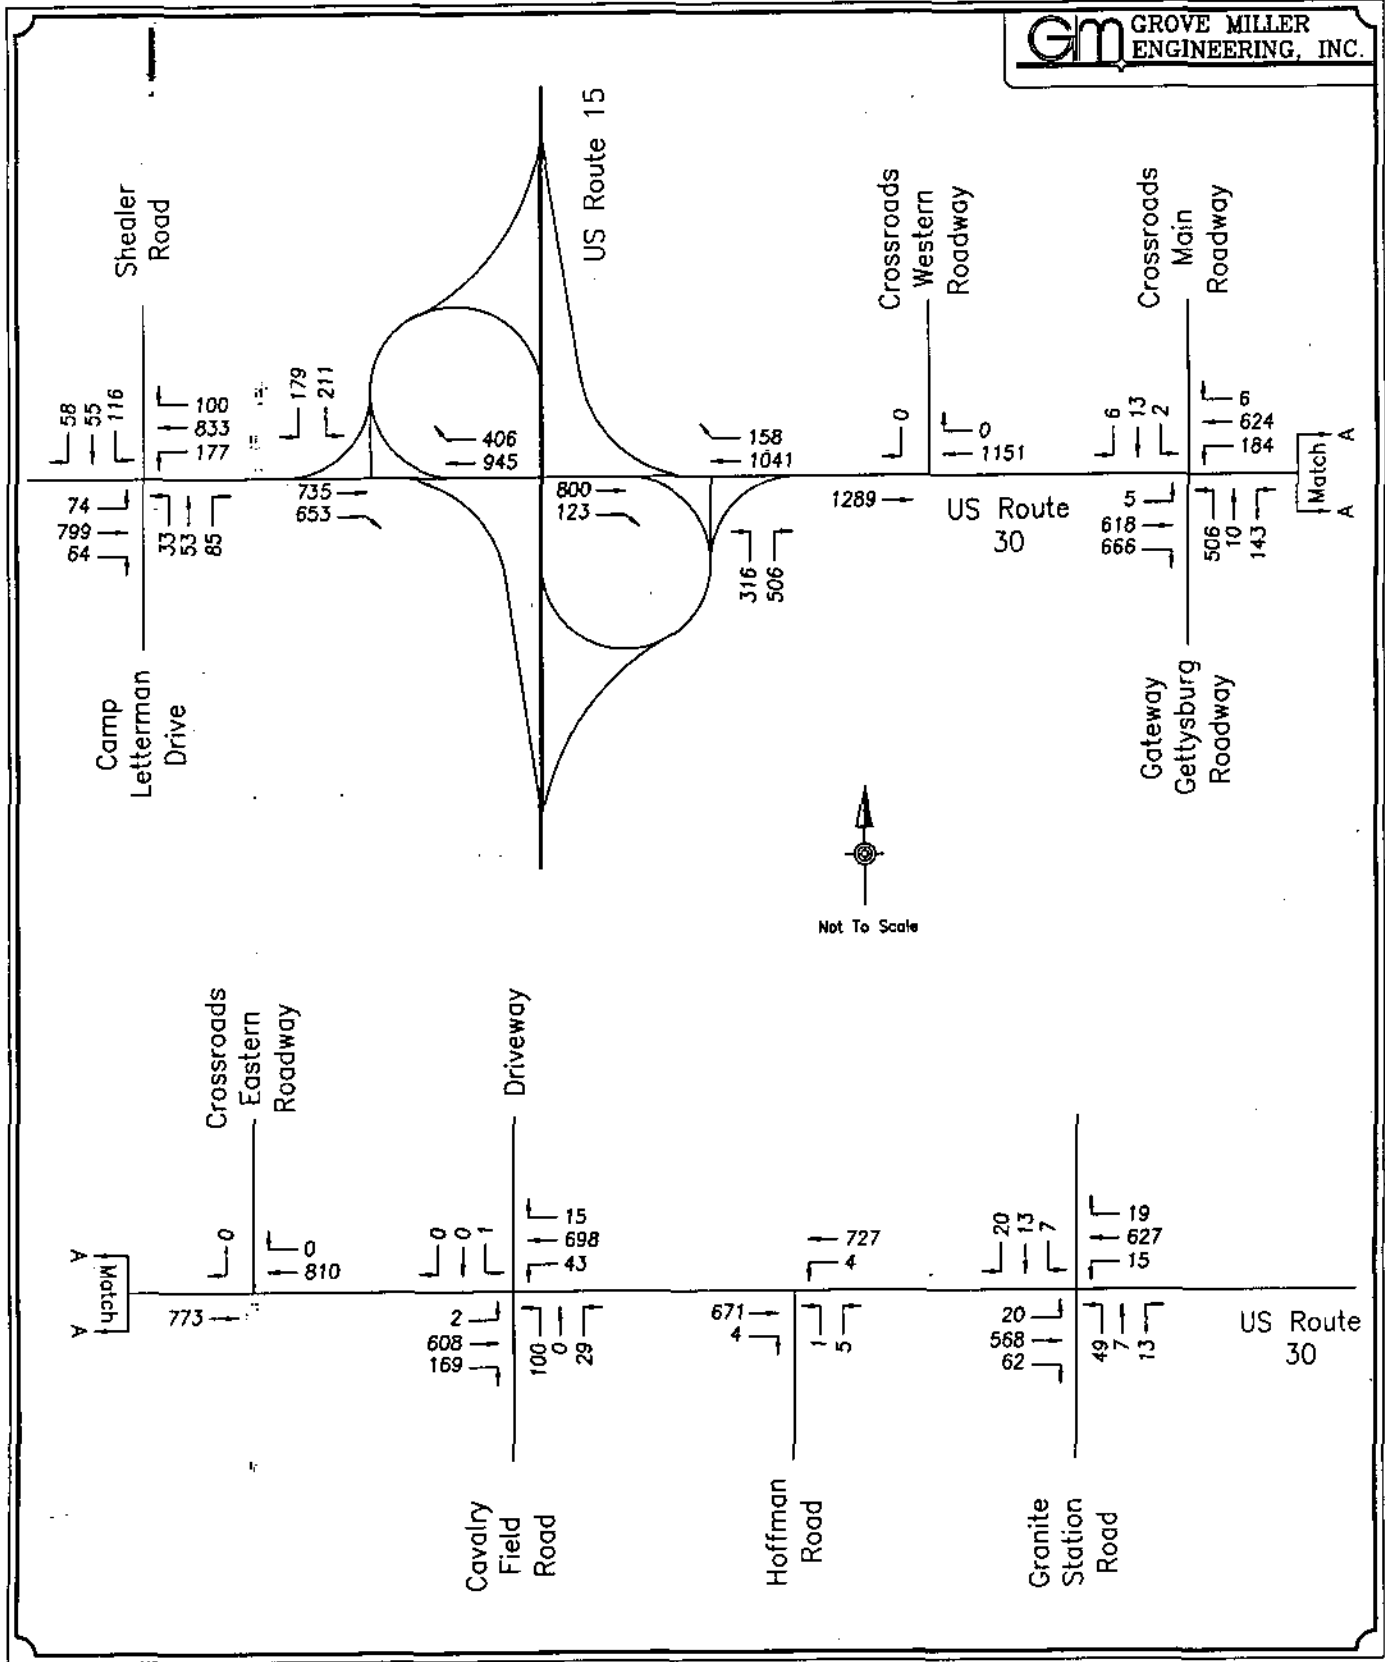 GM GROVE MILLER
ENGINEERING, INC.
Shealer
Road
US Route 15
Crossroads
Western
Roadway
Crossroads
Main
Roadway
58
55
116
100
833
177
74
799
64
33
53
85
179
211
406
945
735
653
158
1041
800
123
316
506
0
0
1151
1289
US Route
30
6
13
2
6
624
184
5
618
666
506
10
143
Match
A
A
Camp
Letterman
Drive
Gateway
Gettysburg
Roadway
Not To Scale
Crossroads
Eastern
Roadway
Driveway
A
A
Match
0
0
810
773
0
0
1
15
698
43
2
608
169
100
0
29
727
4
671
4
1
5
20
13
7
19
627
15
20
568
62
49
7
13
US Route
30
Cavalry
Field
Road
Hoffman
Road
Granite
Station
Road